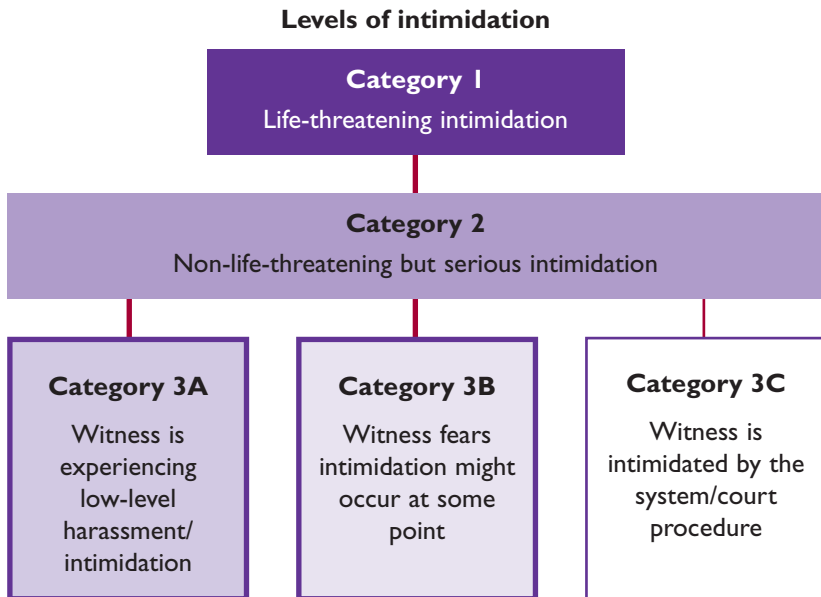 Levels of intimidation
Category 1
Life-threatening intimidation
Category 2
Non-life-threatening but serious intimidation
Category 3A
Witness is
experiencing
low-level
harassment/
intimidation
Category 3B
Witness fears
intimidation might
occur at some
point
Category 3C
Witness is
intimidated by the
system/court
procedure